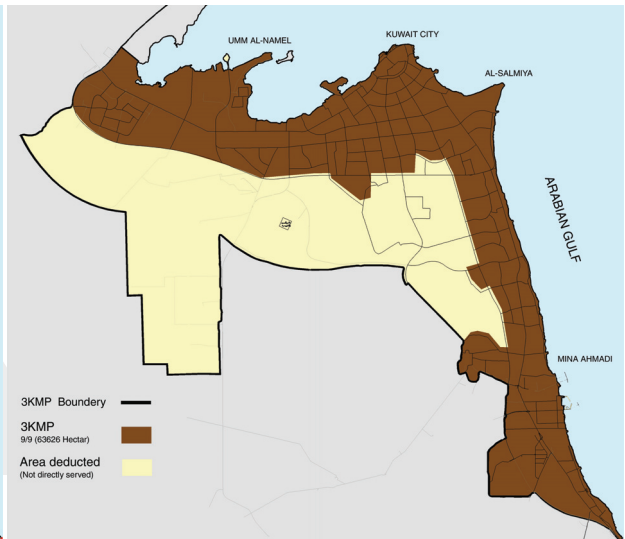 UMM AL-NAMEL
KUWAIT CITY
AL-SALMIYA
ARABIAN GULF
MINA AHMADI
3KMP Boundery
3KMP
9/9 (63626 Hectar)
Area deducted
(Not directly served)